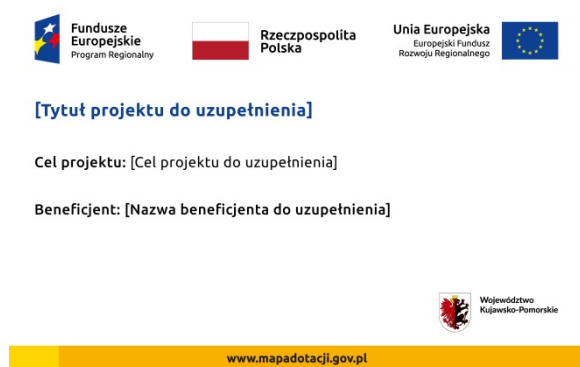 Fundusze
Europejskie
Program Regionalny
Rzeczpospolita
Polska
Unia Europejska
Europejski Fundusz
Rozwoju Regionalnego
[Tytuł projektu do uzupełnienia]
Cel projektu: [Cel projektu do uzupełnienia]
Beneficjent: [Nazwa beneficjenta do uzupełnienia]
Województwo
Kujawsko-Pomorskie
www.mapadotacji.gov.pl